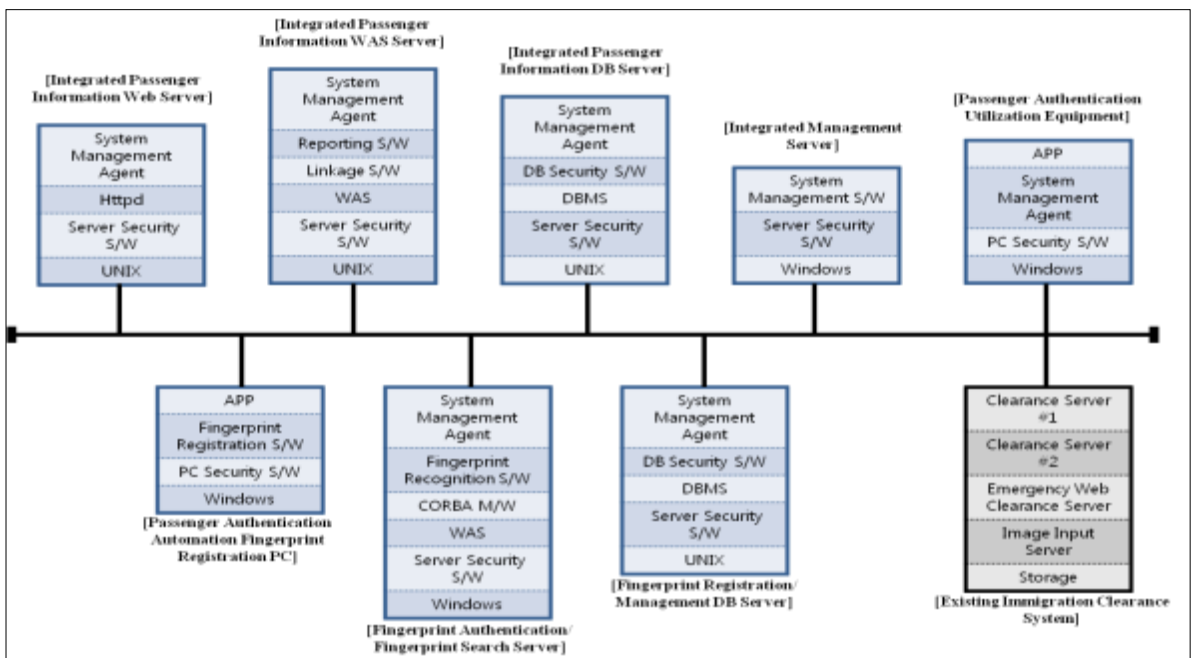 [Integrated Passenger
Information Web Server]
System
Management
Agent
Httpd
Server Security
S/W
UNIX
[Integrated Passenger
Information WAS Server]
System
Management
Agent
Reporting S/W
Linkage S/W
WAS
Server Security
S/W
UNIX
[Integrated Passenger
Information DB Server]
System
Management
Agent
DB Security S/W
DBMS
Server Security
S/W
UNIX
[Integrated Management
Server]
System
Management S/W
Server Security
S/W
Windows
[Passenger Authentication
Utilization Equipment]
APP
System
Management
Agent
PC Security S/W
Windows
APP
Fingerprint
Registration S/W
PC Security S/W
Windows
[Passenger Authentication
Automation Fingerprint
Registration PC]
System
Management
Agent
Fingerprint
Recognition S/W
CORBA M/W
WAS
Server Security
S/W
Windows
[Fingerprint Authentication/
Fingerprint Search Server]
System
Management
Agent
DB Security S/W
DBMS
Server Security
S/W
UNIX
[Fingerprint Registration/
Management DB Server]
Clearance Server
#1
Clearance Server
#2
Emergency Web
Clearance Server
Image Input
Server
Storage
[Existing Immigration Clearance
System]